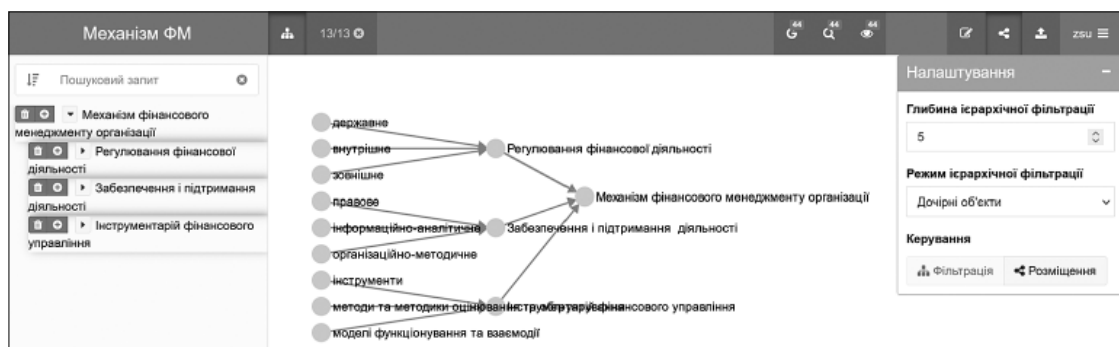 Механізм ФМ
13/13
44
44
44
zsu
Пошуковий запит
Механізм фінансового
менеджменту організації
Регулювання фінансової
діяльності
Забезпечення і підтримання
діяльності
Інструментарій фінансового
управління
державне
внутрішнє
зовнішнє
правове
інформаційно-аналітичне
організаційно-методичне
інструменти
методи та методики оцінювання
моделі функціонування та взаємодії
Регулювання фінансової діяльності
Забезпечення і підтримання діяльності
Інструментарій фінансового управління
Механізм фінансового менеджменту організації
Налаштування
Глибина ієрархічної фільтрації
5
Режим ієрархічної фільтрації
Дочірні об'єкти
Керування
Фільтрація
Розміщення